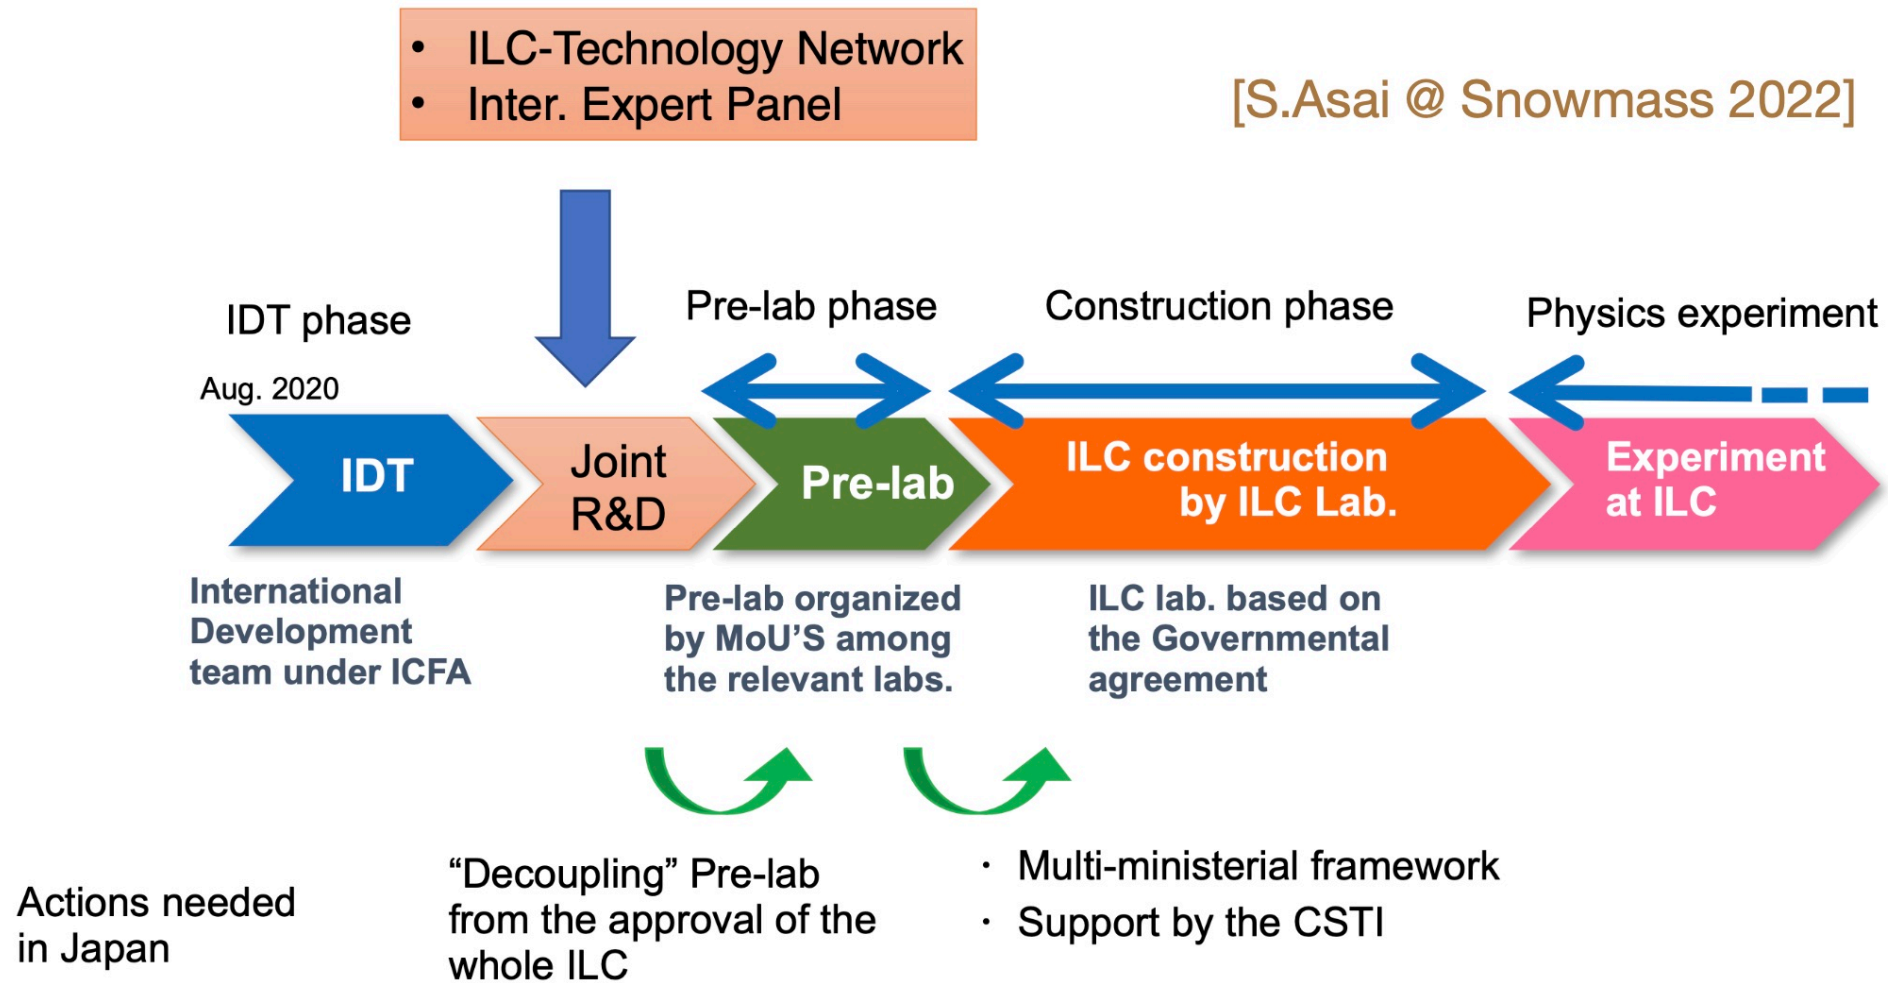 • ILC-Technology Network
• Inter. Expert Panel
[S.Asai @ Snowmass 2022]
IDT phase
Pre-lab phase
Construction phase
Physics experiment
Aug. 2020
IDT
Joint
R&D
Pre-lab
ILC construction
by ILC Lab.
Experiment
at ILC
International
Development
team under ICFA
Pre-lab organized
by MoU’S among
the relevant labs.
ILC lab. based on
the Governmental
agreement
Actions needed
in Japan
“Decoupling” Pre-lab
from the approval of the
whole ILC
· Multi-ministerial framework
· Support by the CSTI